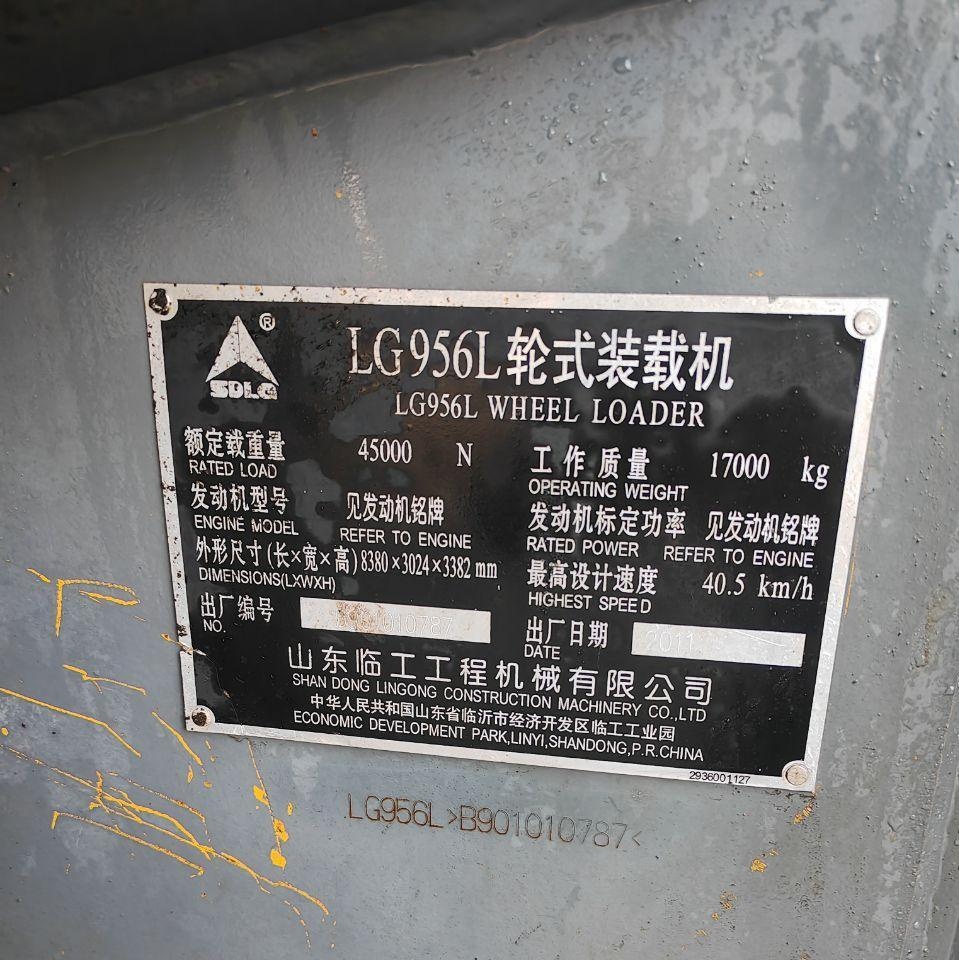 ®
SDLG
LG956L轮式装载机
LG956L WHEEL LOADER
额定载重量 45000 N
RATED LOAD
工作质量 17000 kg
OPERATING WEIGHT
发动机型号 见发动机铭牌
ENGINE MODEL REFER TO ENGINE
发动机标定功率 见发动机铭牌
RATED POWER REFER TO ENGINE
外形尺寸(长×宽×高) 8380×3024×3382 mm
DIMENSIONS(LXWXH)
最高设计速度 40.5 km/h
HIGHEST SPEED
出厂编号 B901010787
NO.
出厂日期 2011
DATE
山东临工工程机械有限公司
SHAN DONG LINGONG CONSTRUCTION MACHINERY CO.,LTD
中华人民共和国山东省临沂市经济开发区临工工业园
ECONOMIC DEVELOPMENT PARK,LINYI,SHANDONG,P.R.CHINA
2936001127
LG956L>B901010787<